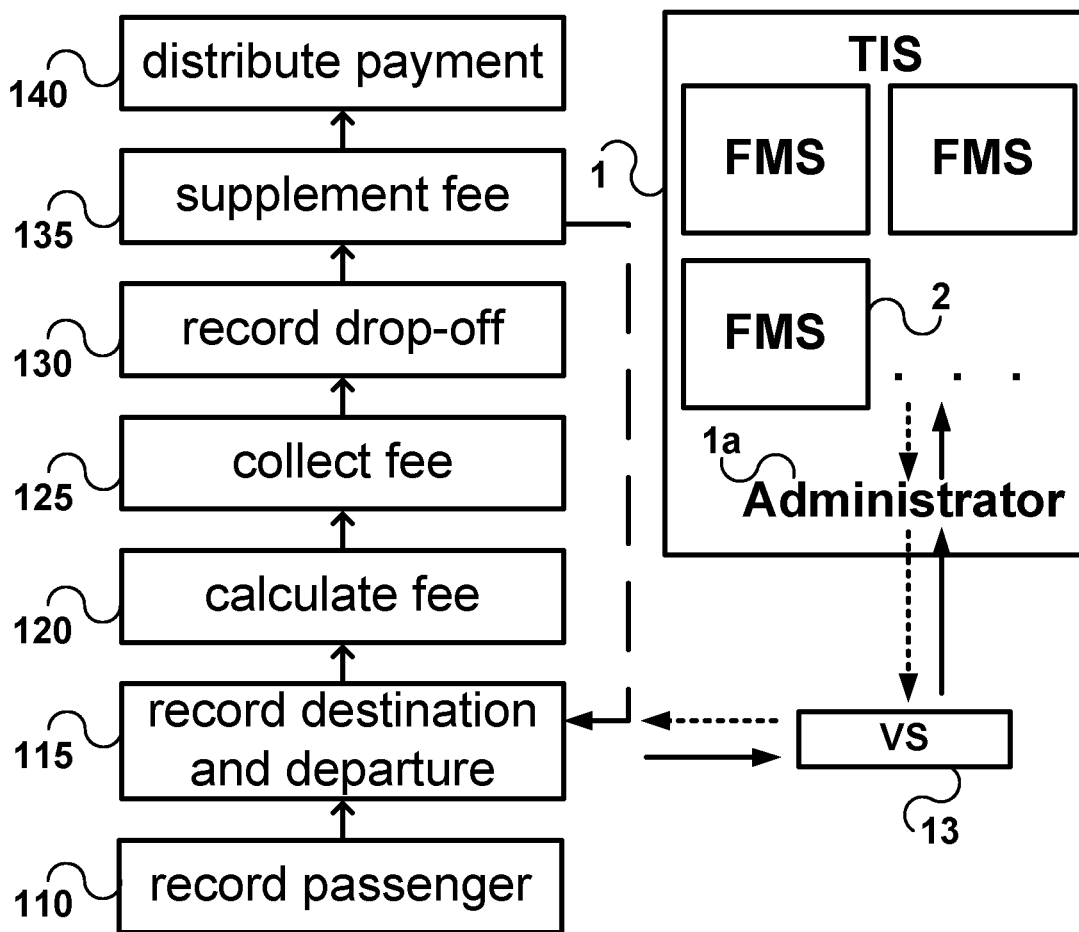 distribute payment
140
supplement fee
135
record drop-off
130
collect fee
125
calculate fee
120
record destination
and departure
115
record passenger
110
TIS
FMS
FMS
1
FMS
2
. . .
1a
Administrator
VS
13